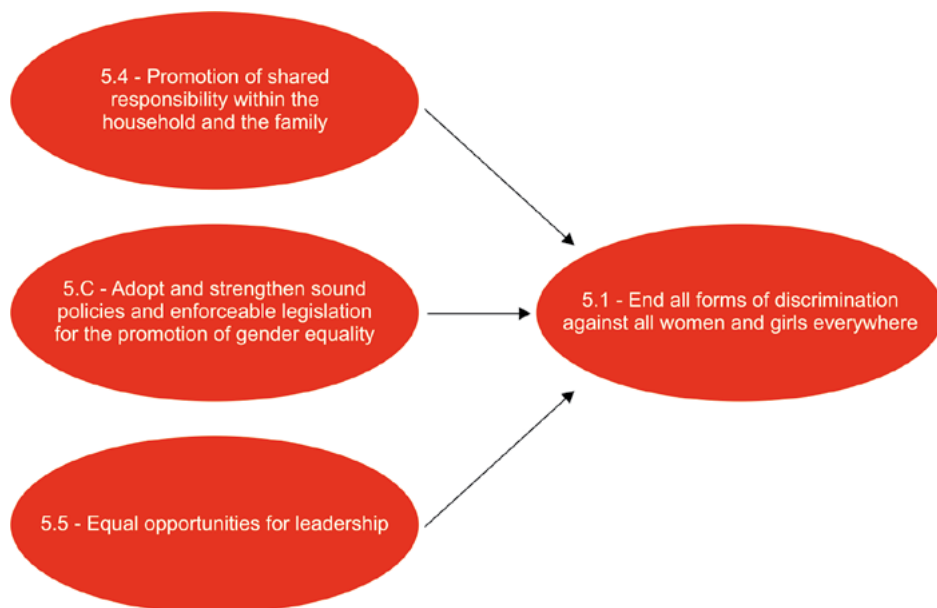 5.4 - Promotion of shared
responsibility within the
household and the family
5.C - Adopt and strengthen sound
policies and enforceable legislation
for the promotion of gender equality
5.1 - End all forms of discrimination
against all women and girls everywhere
5.5 - Equal opportunities for leadership